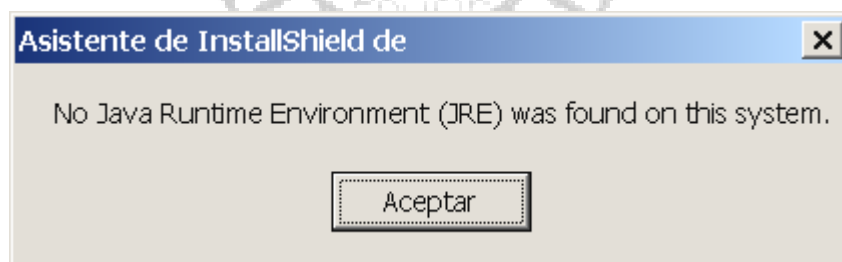 Asistente de InstallShield de
No Java Runtime Environment (JRE) was found on this system.
Aceptar